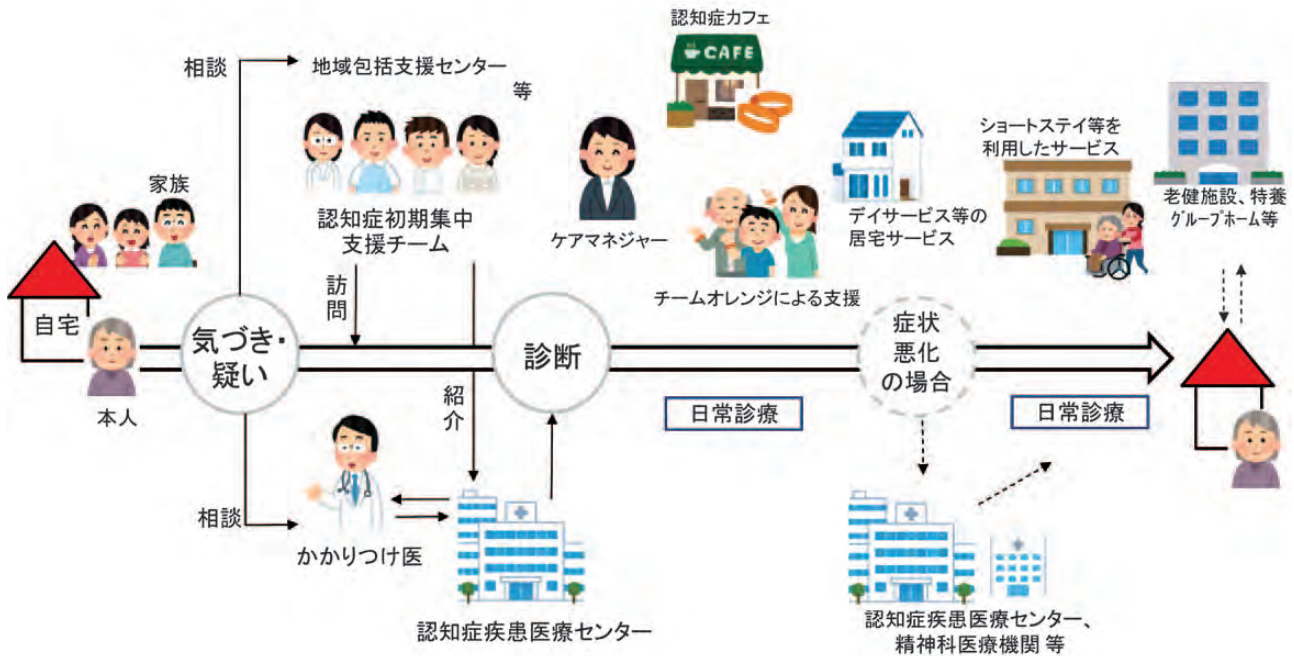 認知症カフェ
CAFE
相談
地域包括支援センター
等
家族
認知症初期集中
支援チーム
ケアマネジャー
チームオレンジによる支援
デイサービス等の
居宅サービス
ショートステイ等を
利用したサービス
老健施設、特養
グループホーム等
自宅
本人
気づき・
疑い
訪問
診断
症状
悪化
の場合
紹介
日常診療
日常診療
相談
かかりつけ医
認知症疾患医療センター
認知症疾患医療センター、
精神科医療機関 等